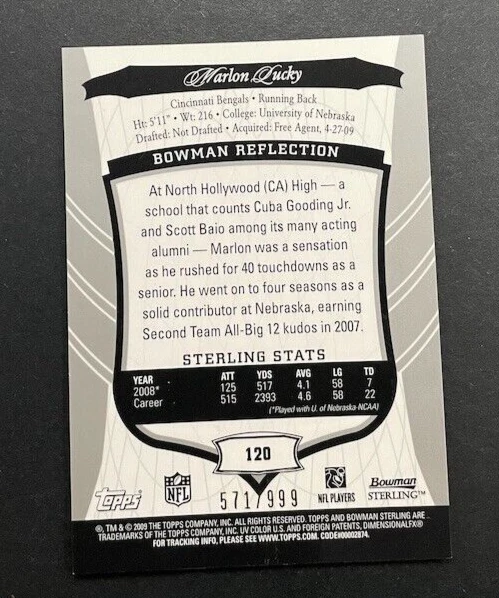 Marlon Lucky
Cincinnati Bengals • Running Back
Ht: 5'11" • Wt: 216 • College: University of Nebraska
Drafted: Not Drafted • Acquired: Free Agent, 4-27-09
BOWMAN REFLECTION
At North Hollywood (CA) High — a
school that counts Cuba Gooding Jr.
and Scott Baio among its many acting
alumni — Marlon was a sensation
as he rushed for 40 touchdowns as a
senior. He went on to four seasons as a
solid contributor at Nebraska, earning
Second Team All-Big 12 kudos in 2007.
STERLING STATS
YEAR ATT YDS AVG LG TD
2008* 125 517 4.1 58 7
Career 515 2393 4.6 58 22
(*Played with U. of Nebraska-NCAA)
120
571/999
Topps
NFL
NFL PLAYERS
Bowman
STERLING™
®, TM & © 2009 THE TOPPS COMPANY, INC. ALL RIGHTS RESERVED. TOPPS AND BOWMAN STERLING ARE
TRADEMARKS OF THE TOPPS COMPANY, INC. UV COLOR U.S. AND FOREIGN PATENTS, DIMENSIONALFX®
FOR TRACKING INFO, PLEASE SEE WWW.TOPPS.COM. CODE#00002874.